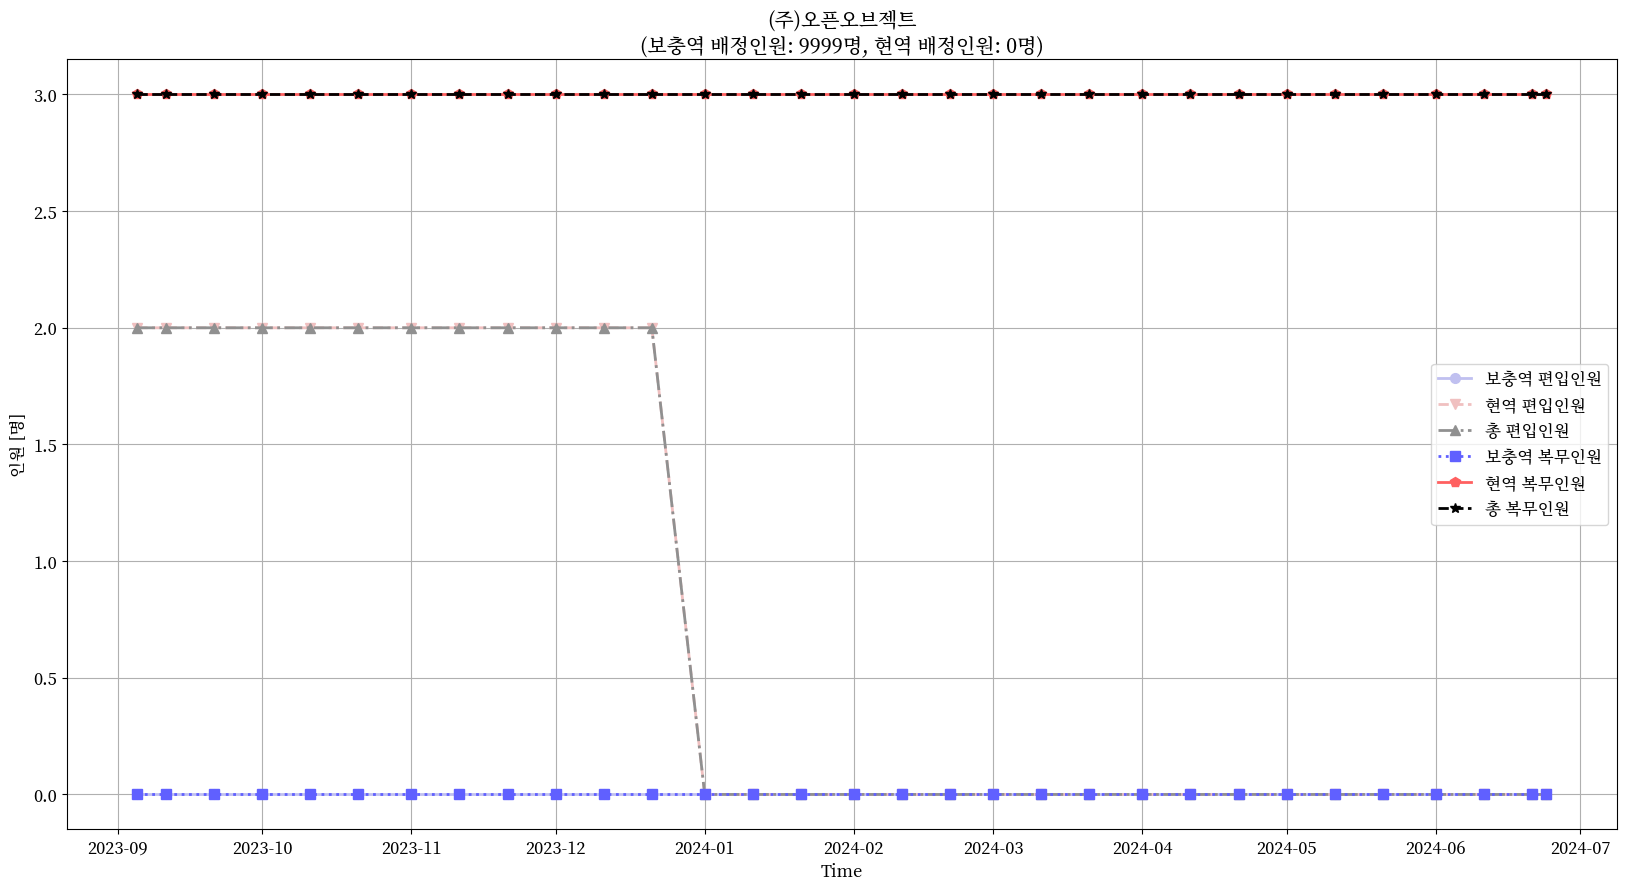 (주)오픈오브젝트
(보충역 배정인원: 9999명, 현역 배정인원: 0명)
3.0
2.5
2.0
1.5
1.0
0.5
0.0
인원 [명]
보충역 편입인원
현역 편입인원
총 편입인원
보충역 복무인원
현역 복무인원
총 복무인원
2023-09 2023-10 2023-11 2023-12 2024-01 2024-02 2024-03 2024-04 2024-05 2024-06 2024-07
Time